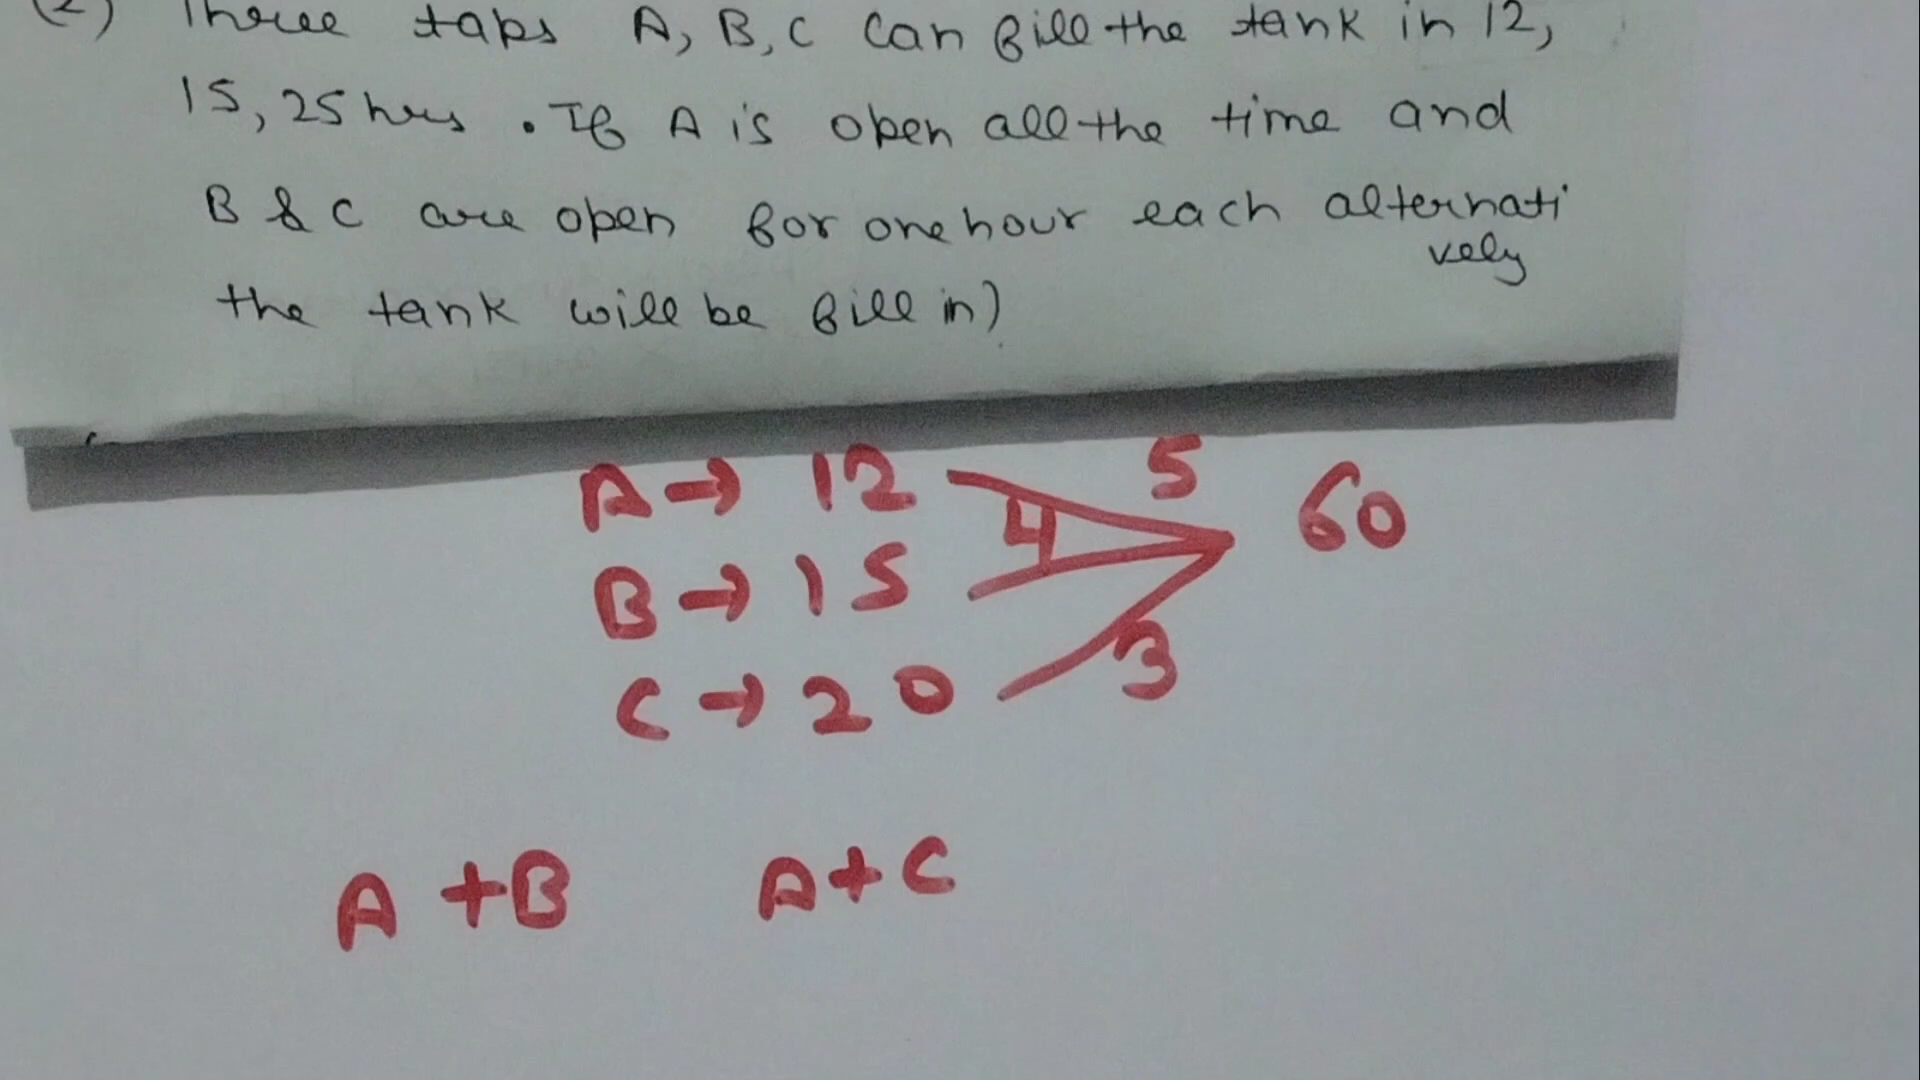 (2) Three taps A, B, C can fill the tank in 12,
15, 25 hrs . If A is open all the time and
B & C are open for one hour each alternati
vely
the tank will be fill in)
A → 12 5 60
4
B → 15
C → 20 3
A + B A + C